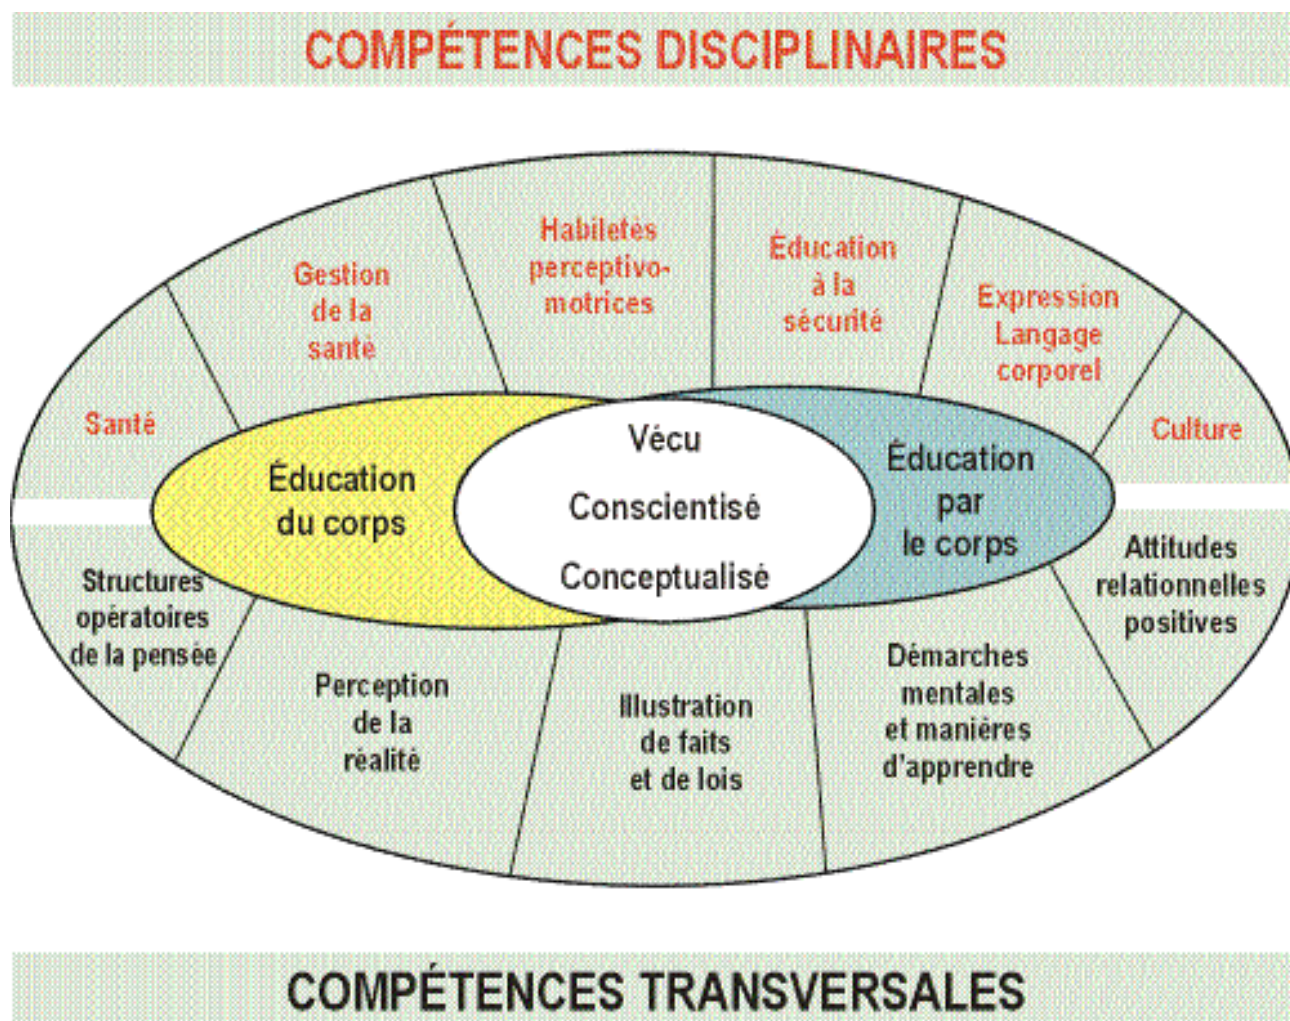 COMPÉTENCES DISCIPLINAIRES
Santé
Gestion
de la
santé
Habiletés
perceptivo-
motrices
Éducation
à la
sécurité
Expression
Langage
corporel
Culture
Éducation
du corps
Vécu
Conscientisé
Conceptualisé
Éducation
par
le corps
Structures
opératoires
de la pensée
Perception
de la
réalité
Illustration
de faits
et de lois
Démarches
mentales
et manières
d'apprendre
Attitudes
relationnelles
positives
COMPÉTENCES TRANSVERSALES